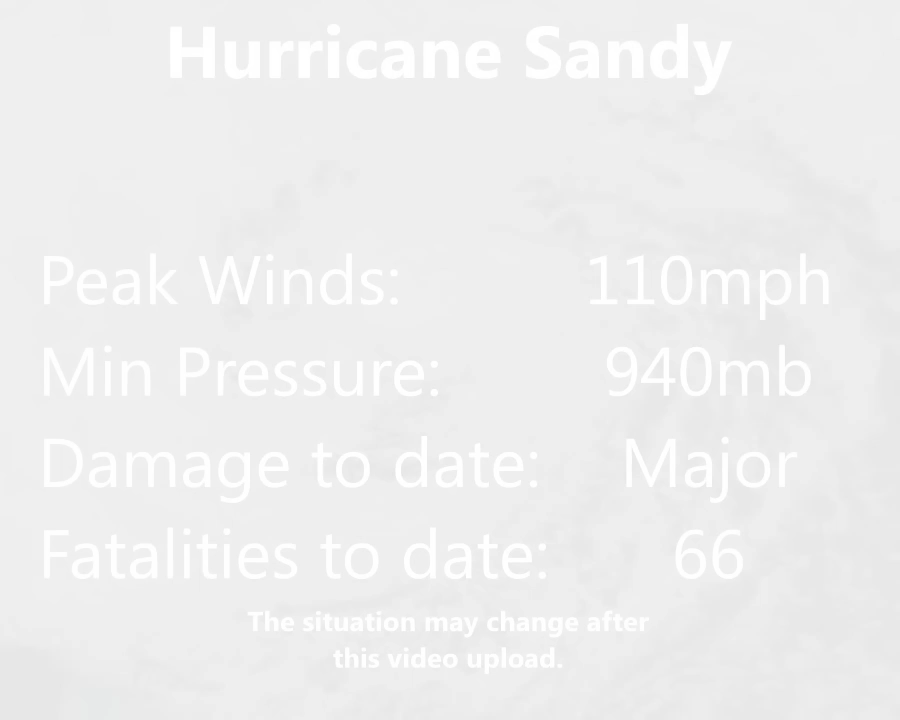 Hurricane Sandy
Peak Winds: 110mph
Min Pressure: 940mb
Damage to date: Major
Fatalities to date: 66
The situation may change after
this video upload.